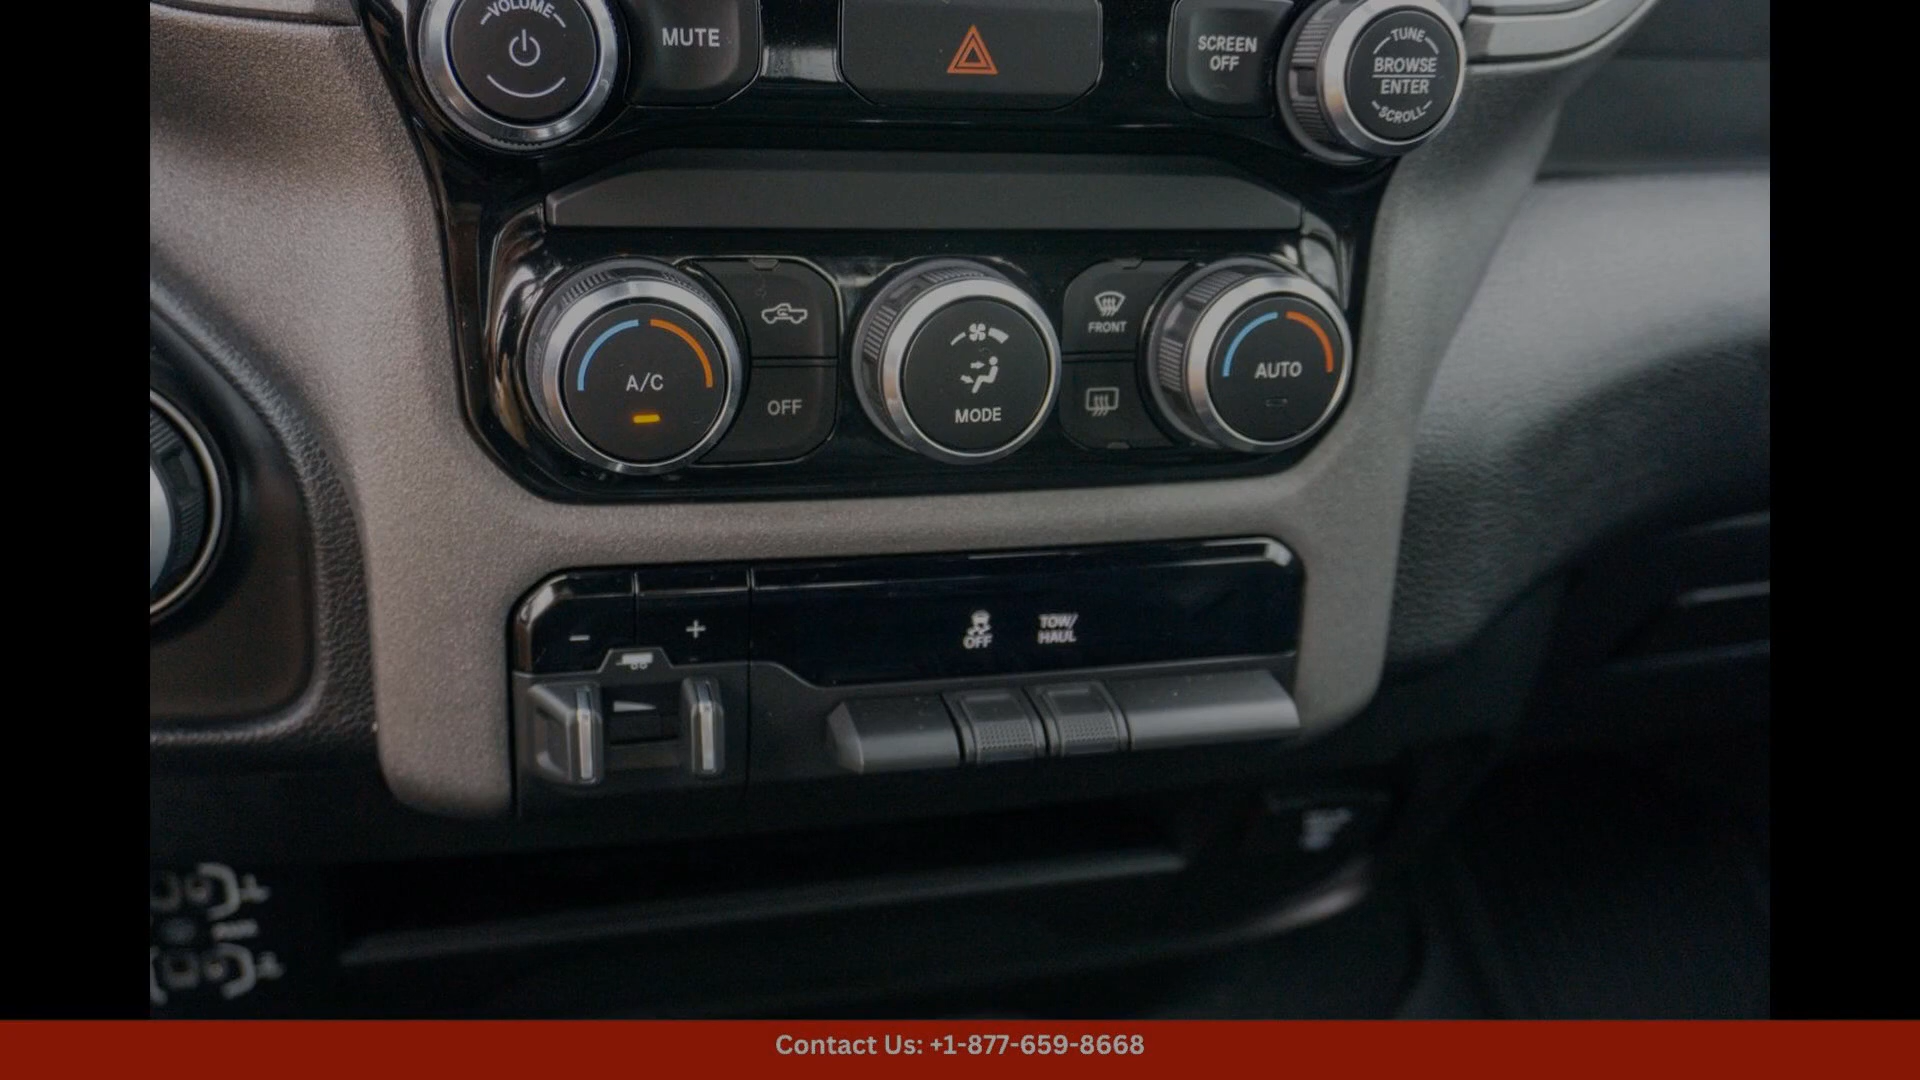 VOLUME
MUTE
SCREEN
OFF
TUNE
BROWSE
ENTER
SCROLL
A/C
OFF
MODE
FRONT
AUTO
- +
OFF
TOW/
HAUL
Contact Us: +1-877-659-8668